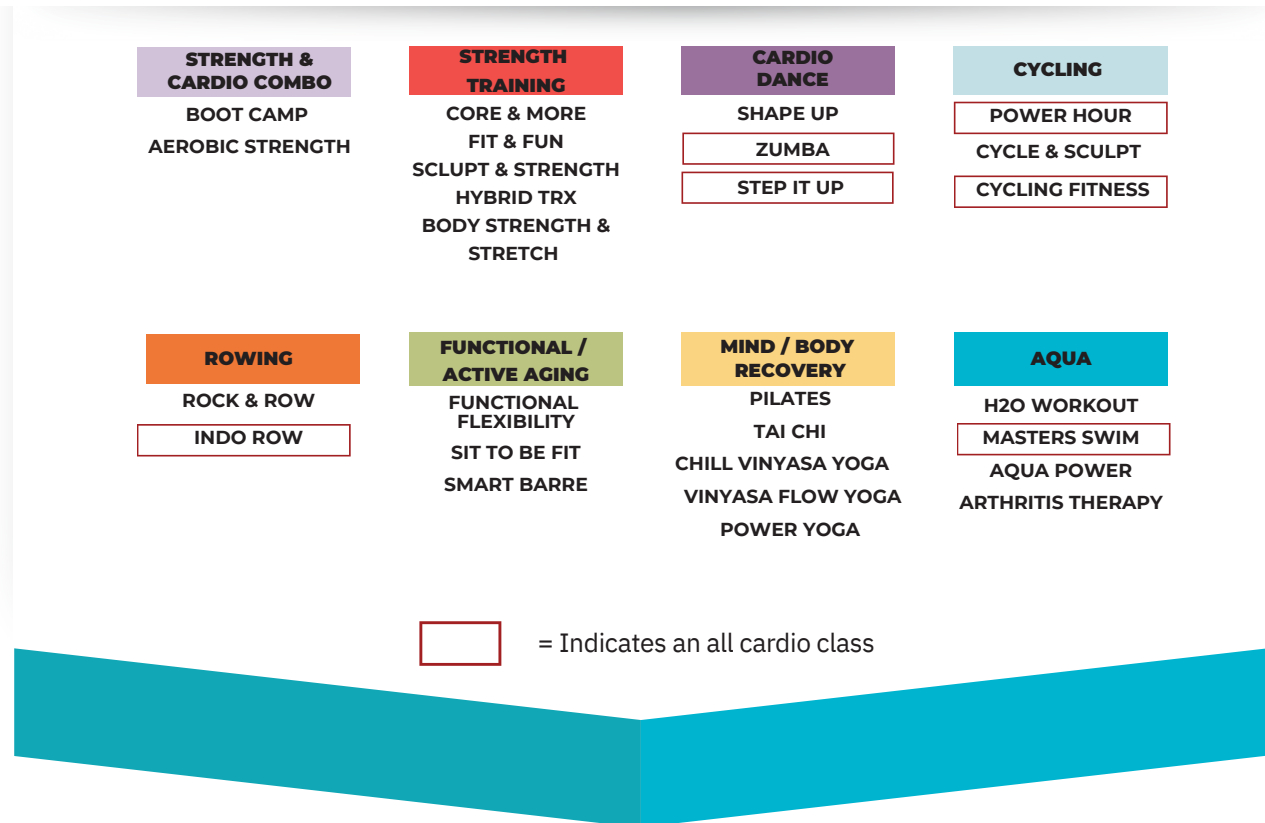 STRENGTH &
CARDIO COMBO
BOOT CAMP
AEROBIC STRENGTH
STRENGTH
TRAINING
CORE & MORE
FIT & FUN
SCLUPT & STRENGTH
HYBRID TRX
BODY STRENGTH &
STRETCH
CARDIO
DANCE
SHAPE UP
ZUMBA
STEP IT UP
CYCLING
POWER HOUR
CYCLE & SCULPT
CYCLING FITNESS
ROWING
ROCK & ROW
INDO ROW
FUNCTIONAL /
ACTIVE AGING
FUNCTIONAL
FLEXIBILITY
SIT TO BE FIT
SMART BARRE
MIND / BODY
RECOVERY
PILATES
TAI CHI
CHILL VINYASA YOGA
VINYASA FLOW YOGA
POWER YOGA
AQUA
H2O WORKOUT
MASTERS SWIM
AQUA POWER
ARTHRITIS THERAPY
= Indicates an all cardio class